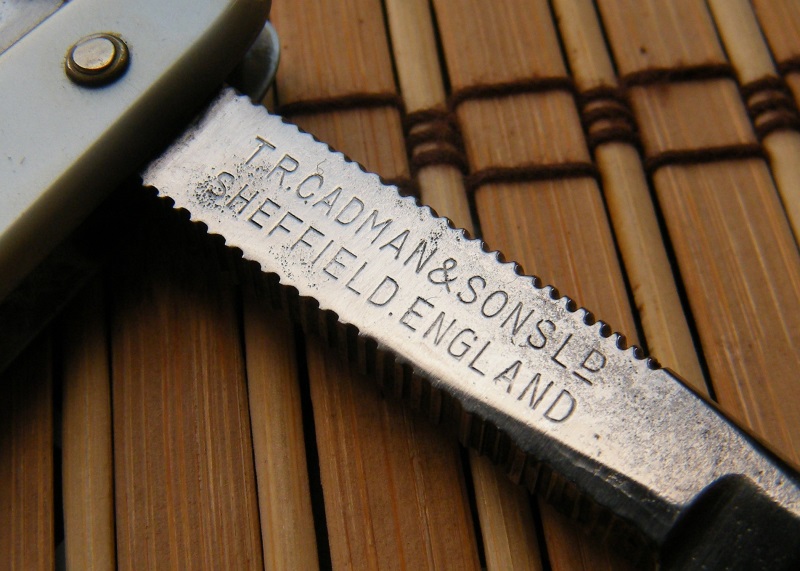 T.R.CADMAN & SONS LD
SHEFFIELD.ENGLAND